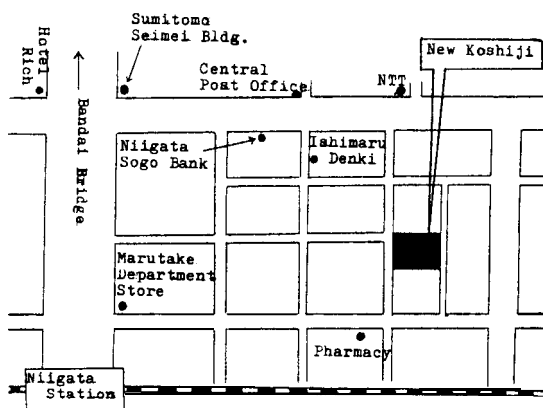 Sumitomo
Seimei Bldg.
Hotel
Rich
New Koshiji
Central
Post Office
NTT
Bandai Bridge
Niigata
Sogo Bank
Ishimaru
Denki
Marutake
Department
Store
Pharmacy
Niigata
Station